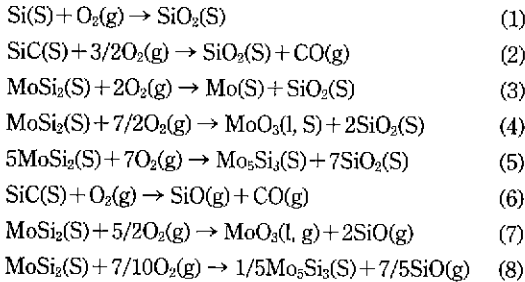 Si(S)+O₂(g)→SiO₂(S) (1)
SiC(S)+3/2O₂(g)→SiO₂(S)+CO(g) (2)
MoSi₂(S)+2O₂(g)→Mo(S)+SiO₂(S) (3)
MoSi₂(S)+7/2O₂(g)→MoO₃(l, S)+2SiO₂(S) (4)
5MoSi₂(S)+7O₂(g)→Mo₅Si₃(S)+7SiO₂(S) (5)
SiC(S)+O₂(g)→SiO(g)+CO(g) (6)
MoSi₂(S)+5/2O₂(g)→MoO₃(l, g)+2SiO(g) (7)
MoSi₂(S)+7/10O₂(g)→1/5Mo₅Si₃(S)+7/5SiO(g) (8)